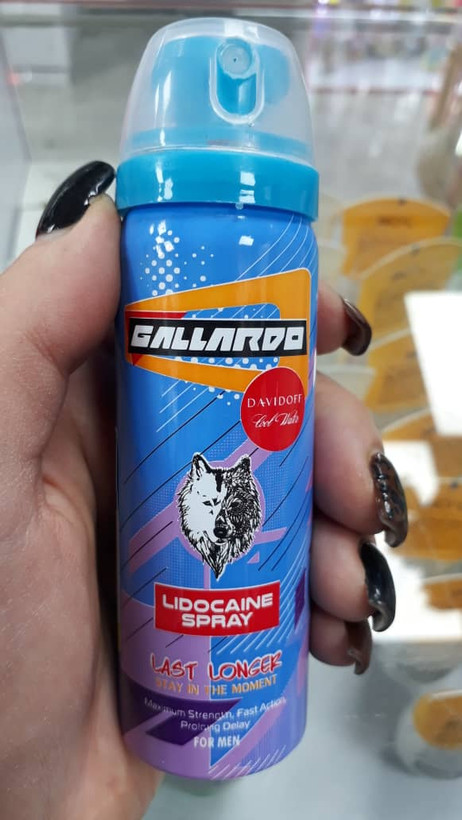 GALLARDO
DAVIDOFF
Cool Water
LIDOCAINE
SPRAY
LAST LONGER
STAY IN THE MOMENT
Maximum Strength, Fast Action,
Prolning Delay
FOR MEN